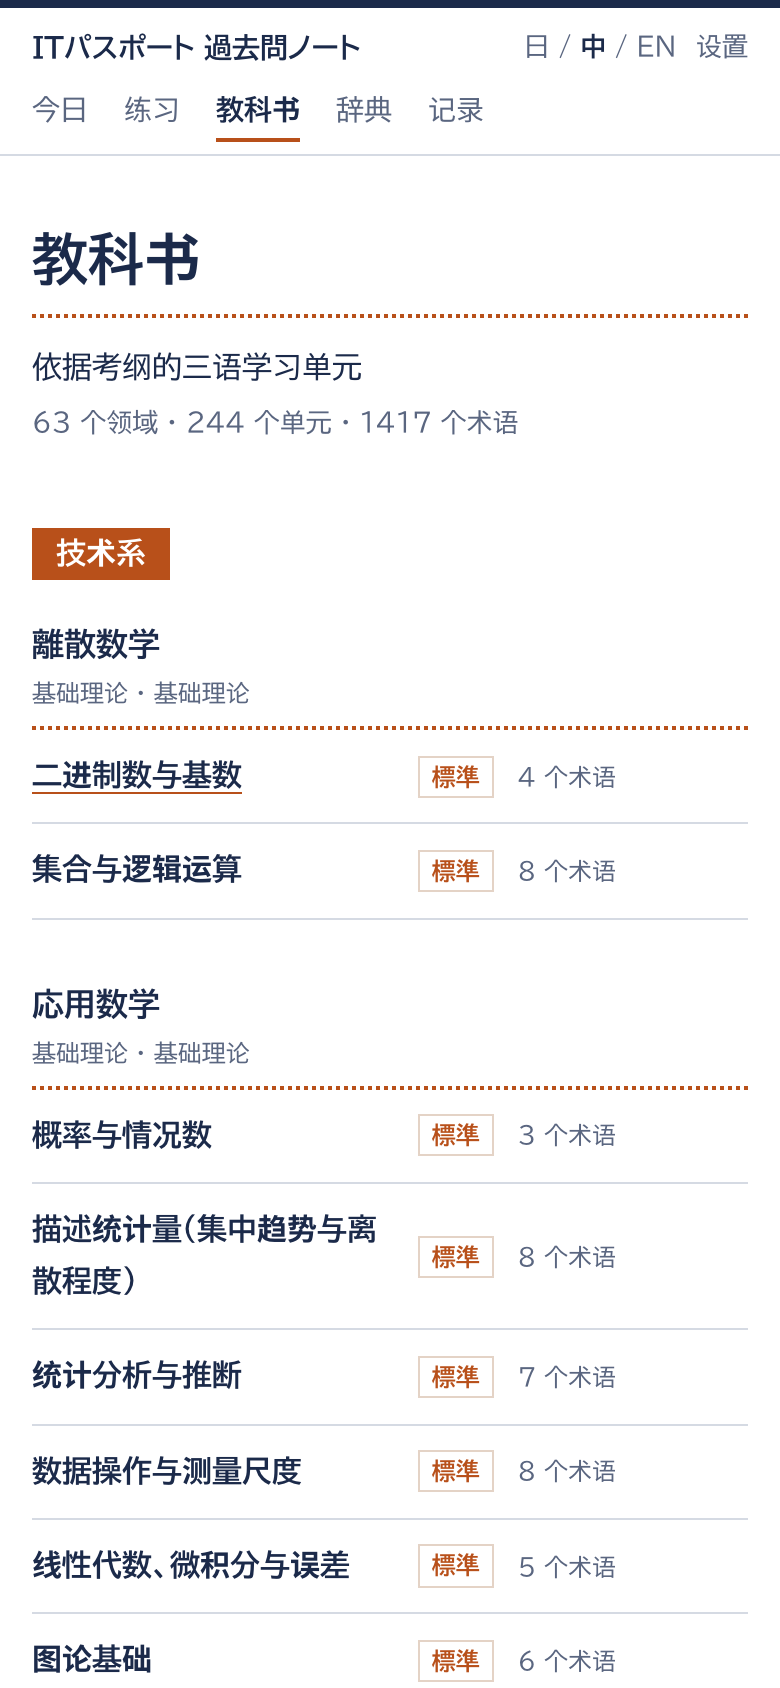 ITパスポート 過去問ノート
日 / 中 / EN 设置
今日 练习 教科书 辞典 记录
教科书
依据考纲的三语学习单元
63 个领域・244 个单元・1417 个术语
技术系
離散数学
基础理论・基础理论
二进制数与基数 標準 4 个术语
集合与逻辑运算 標準 8 个术语
応用数学
基础理论・基础理论
概率与情况数 標準 3 个术语
描述统计量(集中趋势与离
散程度) 標準 8 个术语
统计分析与推断 標準 7 个术语
数据操作与测量尺度 標準 8 个术语
线性代数、微积分与误差 標準 5 个术语
图论基础 標準 6 个术语